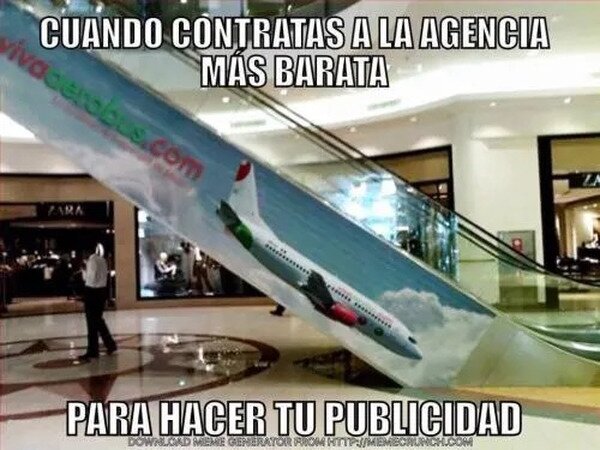 CUANDO CONTRATAS A LA AGENCIA
MÁS BARATA
vivaaerobus.com
ZARA
ZA
PARA HACER TU PUBLICIDAD
DOWNLOAD MEME GENERATOR FROM HTTP://MEMECRUNCH.COM